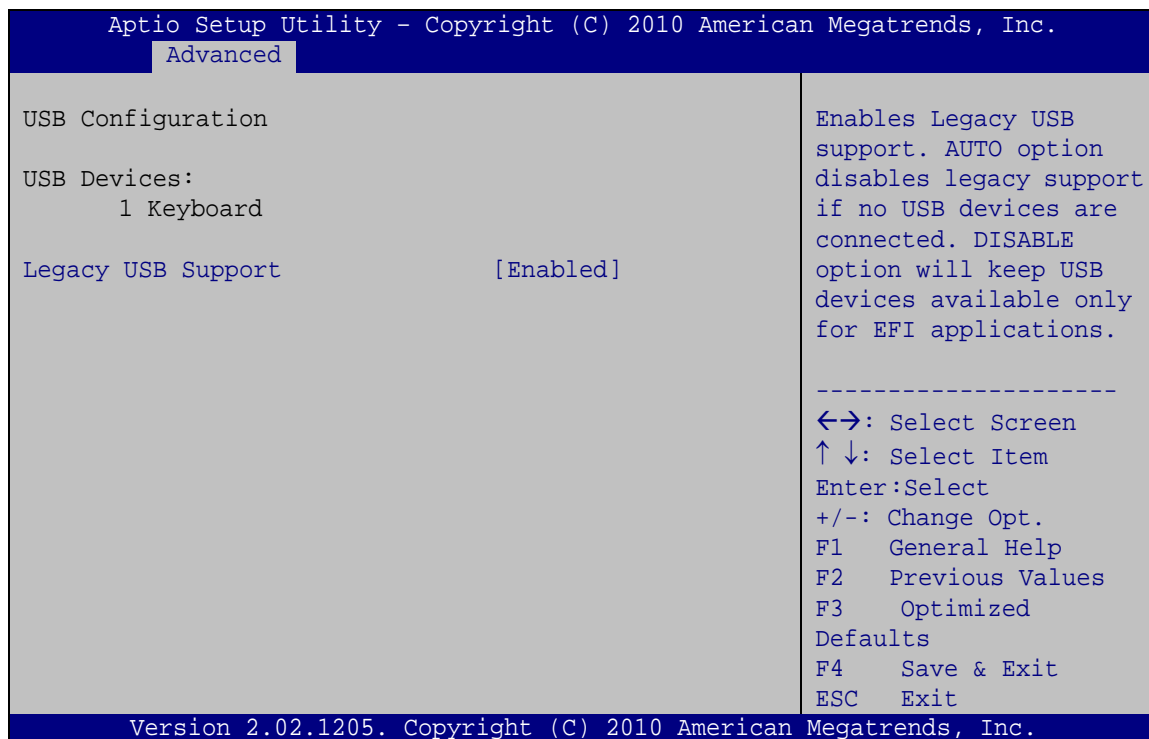 Aptio Setup Utility – Copyright (C) 2010 American Megatrends, Inc.
Advanced
USB Configuration
USB Devices:
1 Keyboard
Legacy USB Support [Enabled]
Enables Legacy USB
support. AUTO option
disables legacy support
if no USB devices are
connected. DISABLE
option will keep USB
devices available only
for EFI applications.
---------------------
←→: Select Screen
↑ ↓: Select Item
Enter:Select
+/-: Change Opt.
F1 General Help
F2 Previous Values
F3 Optimized
Defaults
F4 Save & Exit
ESC Exit
Version 2.02.1205. Copyright (C) 2010 American Megatrends, Inc.